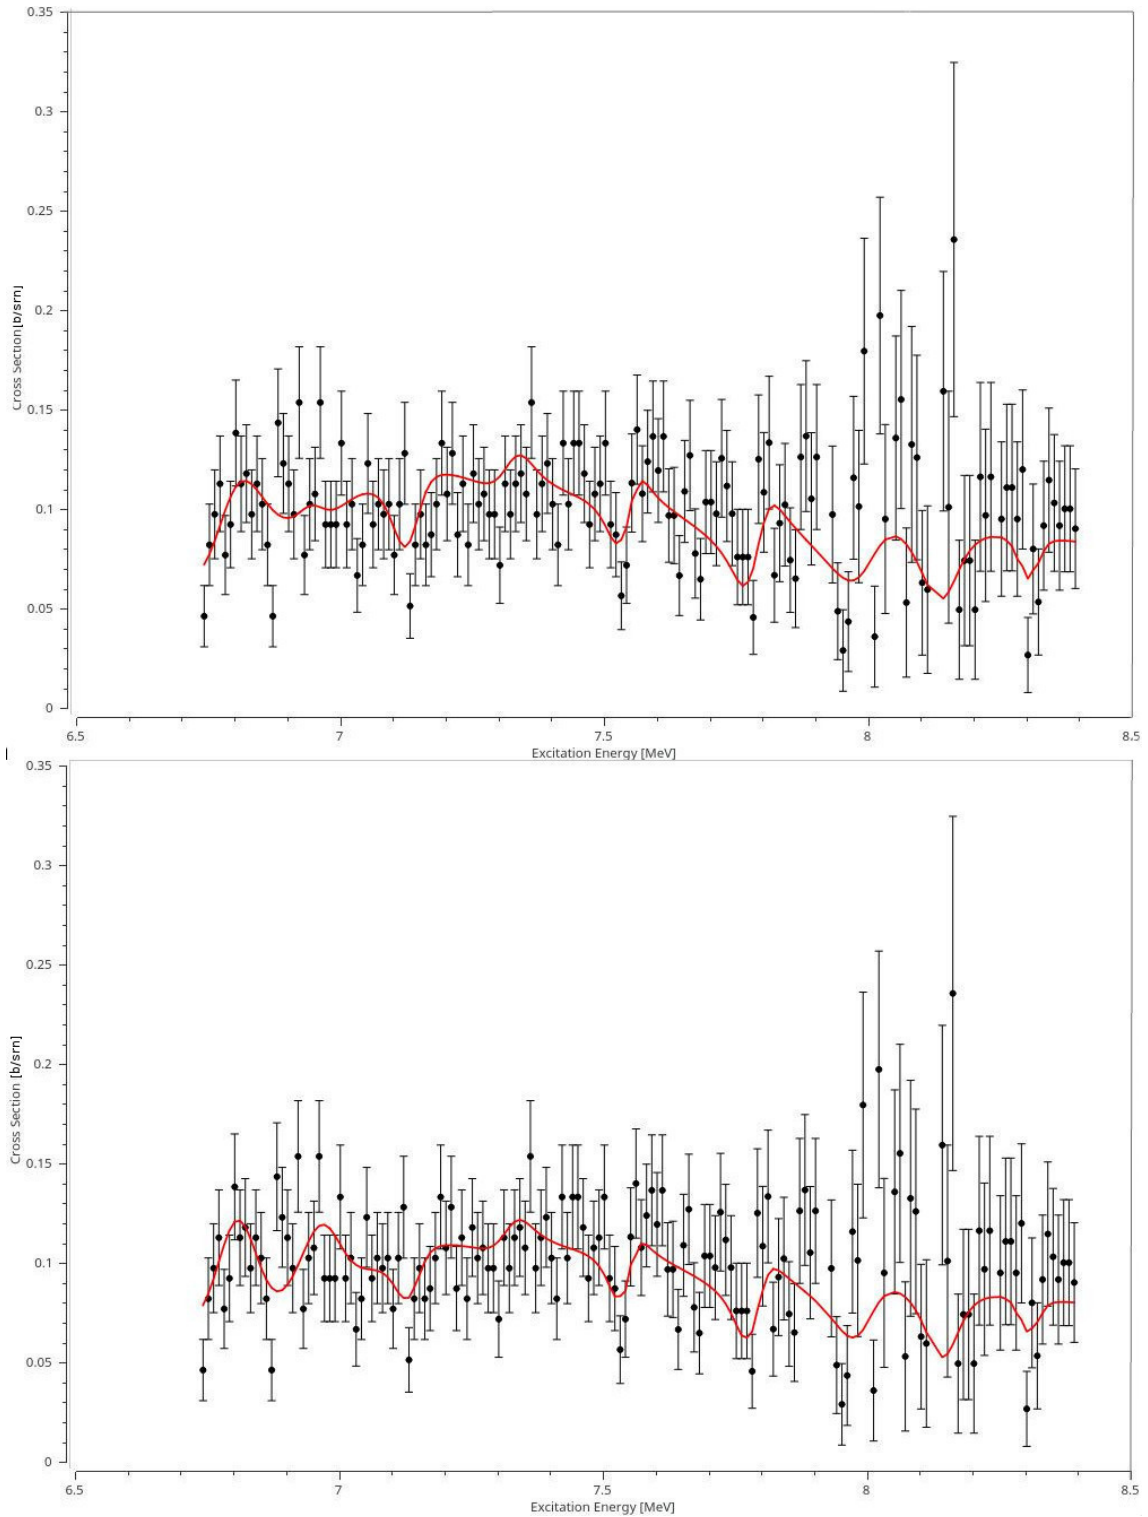 0.35
0.3
0.25
0.2
0.15
0.1
0.05
0
Cross Section[b/srn]
6.5 7 7.5 8 8.5
Excitation Energy [MeV]
0.35
0.3
0.25
0.2
0.15
0.1
0.05
0
Cross Section [b/srn]
6.5 7 7.5 8 8.5
Excitation Energy [MeV]